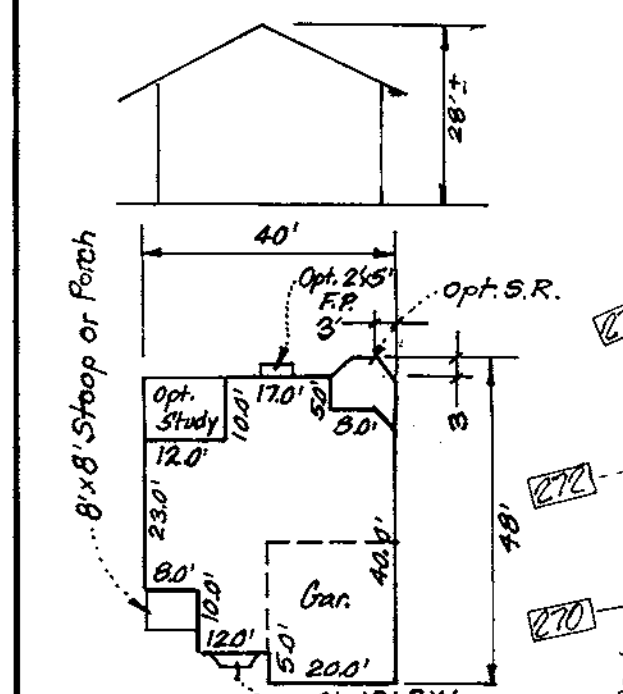 28'±
40'
8'x8' Stoop or Porch
Opt. 2'x5'
F.P.
Opt. S.R.
3'
17.0'
5.0'
8.0'
3
Opt.
Study
10.0'
12.0'
23.0'
48'
272
40.0'
8.0'
10.0'
Gar.
270
12.0'
5.0'
20.0'